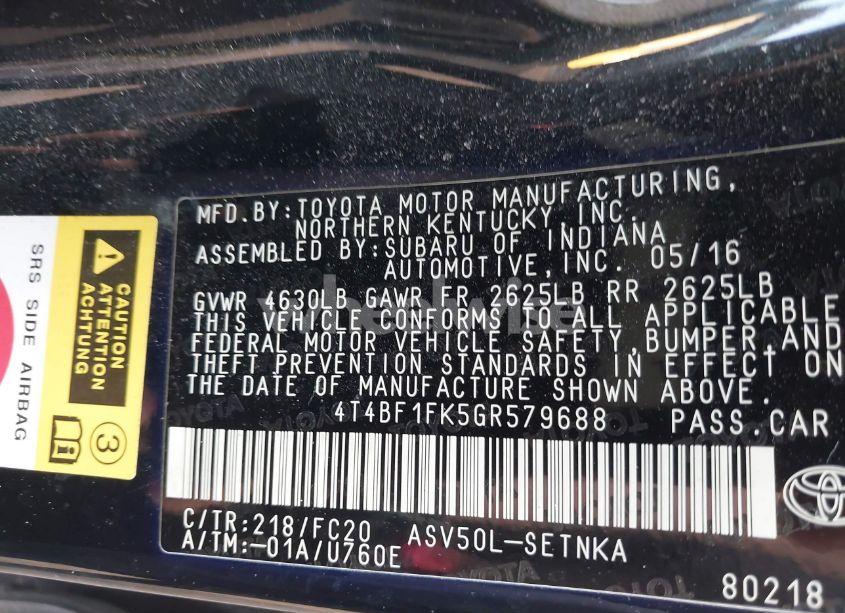 MFD.BY:TOYOTA MOTOR MANUFACTURING,
NORTHERN KENTUCKY, INC.
ASSEMBLED BY:SUBARU OF INDIANA
AUTOMOTIVE,INC. 05/16
GVWR 4630LB GAWR FR 2625LB RR 2625LB
THIS VEHICLE CONFORMS TO ALL APPLICABLE
FEDERAL MOTOR VEHICLE SAFETY,BUMPER,AND
THEFT PREVENTION STANDARDS IN EFFECT ON
THE DATE OF MANUFACTURE SHOWN ABOVE.
4T4BF1FK5GR579688 PASS.CAR
C/TR:218/FC20 ASV50L-SETNKA
A/TM:-01A/U760E
80218
CAUTION
ATTENTION
ACHTUNG
SRS SIDE AIRBAG
3